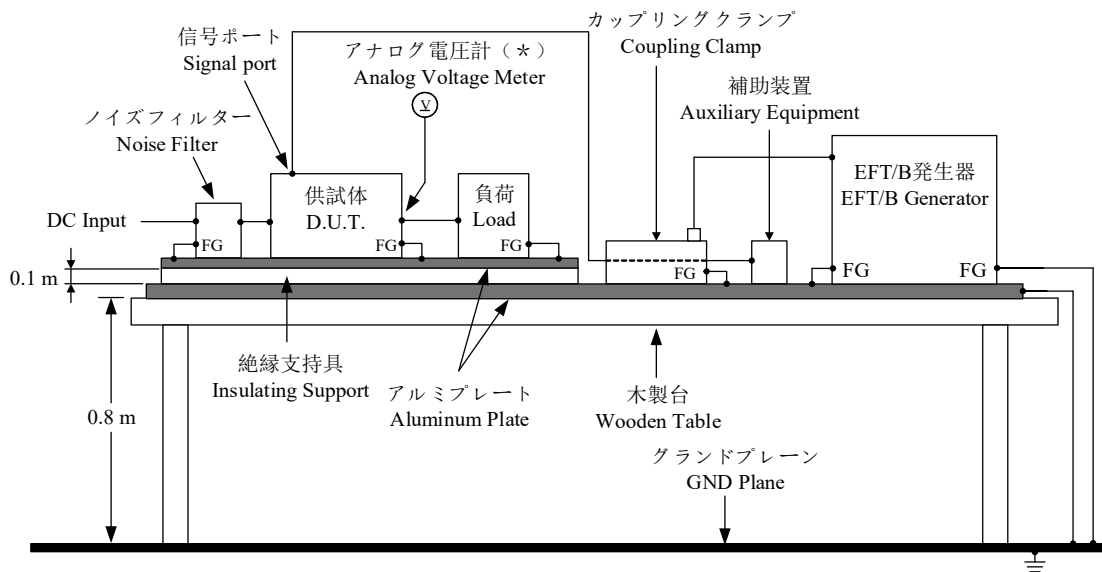 カップリングクランプ
Coupling Clamp
信号ポート
Signal port
アナログ電圧計（＊）
Analog Voltage Meter
V
補助装置
Auxiliary Equipment
ノイズフィルター
Noise Filter
EFT/B発生器
EFT/B Generator
供試体
D.U.T.
負荷
Load
DC Input
FG
FG
FG
FG
FG
FG
0.1 m
絶縁支持具
Insulating Support
アルミプレート
Aluminum Plate
木製台
Wooden Table
0.8 m
グランドプレーン
GND Plane